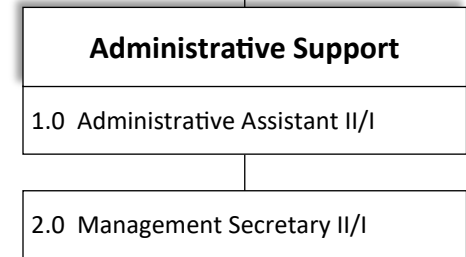 Administrative Support
1.0 Administrative Assistant II/I
2.0 Management Secretary II/I